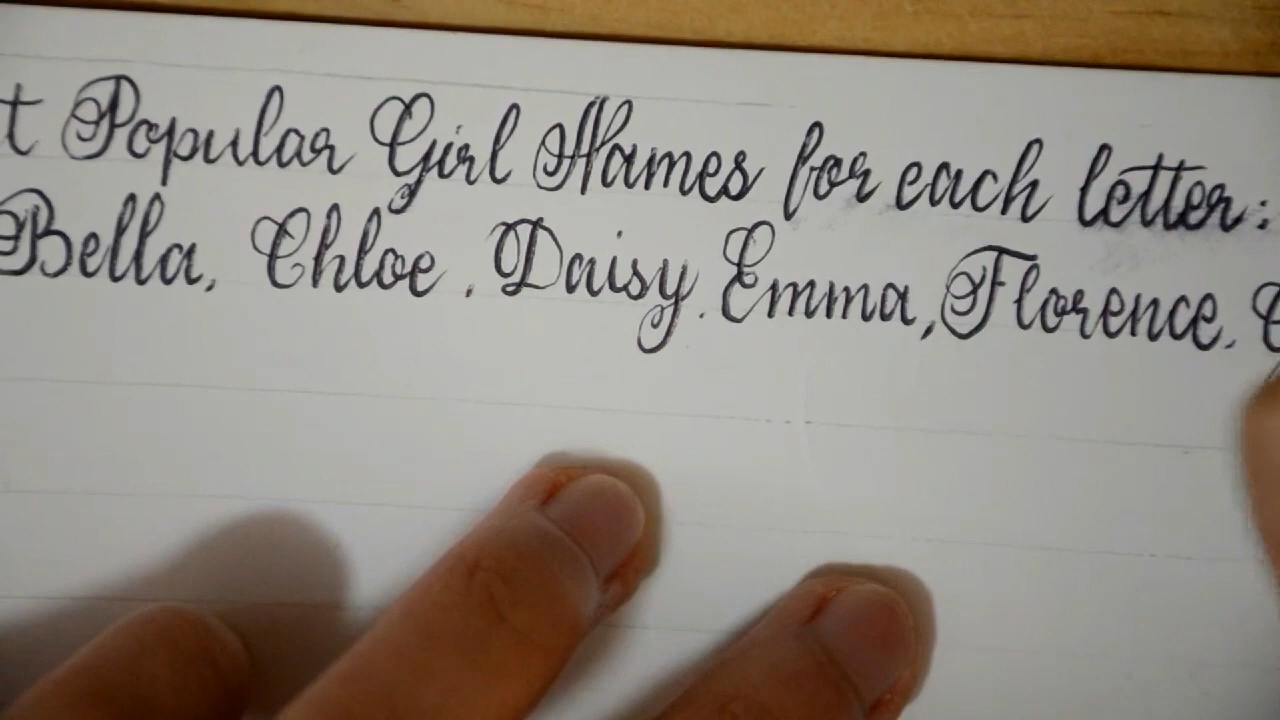 t Popular Girl Names for each letter:
Bella, Chloe, Daisy, Emma, Florence,